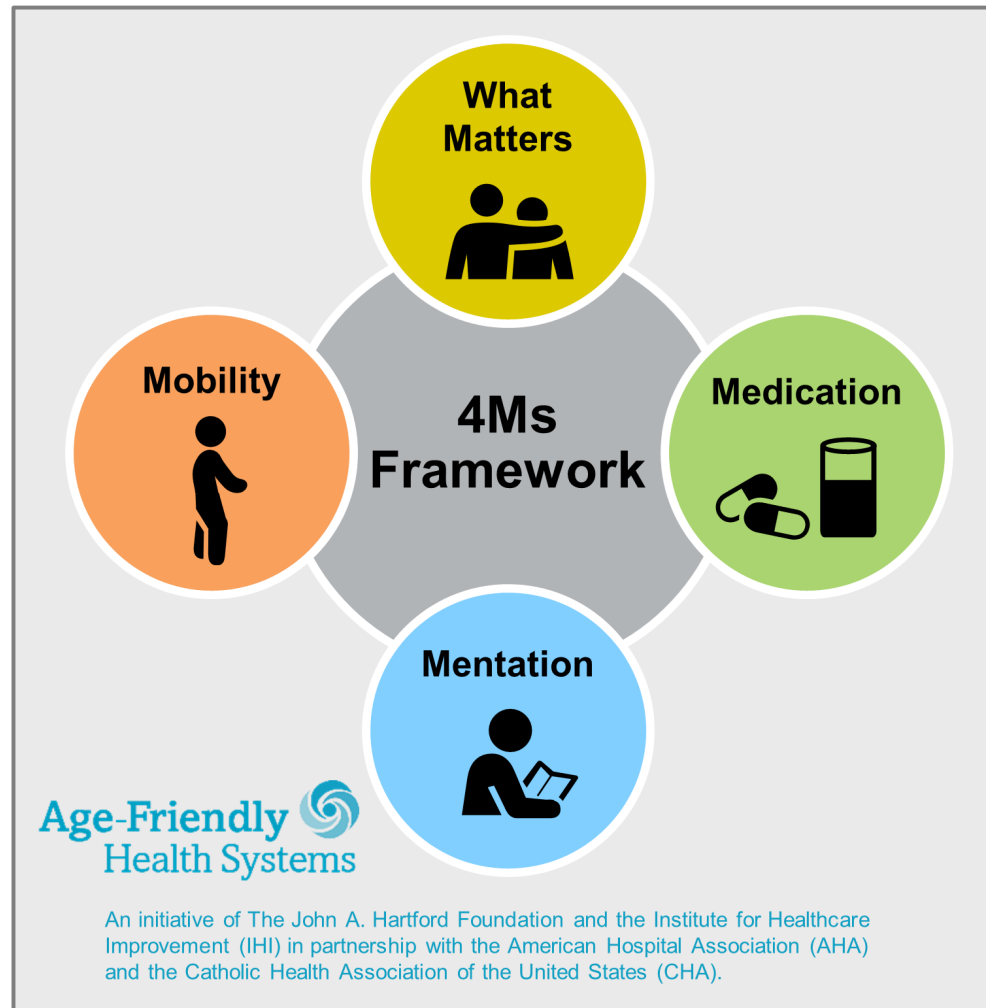 What
Matters
Mobility
4Ms
Framework
Medication
Mentation
Age-Friendly
Health Systems
An initiative of The John A. Hartford Foundation and the Institute for Healthcare
Improvement (IHI) in partnership with the American Hospital Association (AHA)
and the Catholic Health Association of the United States (CHA).